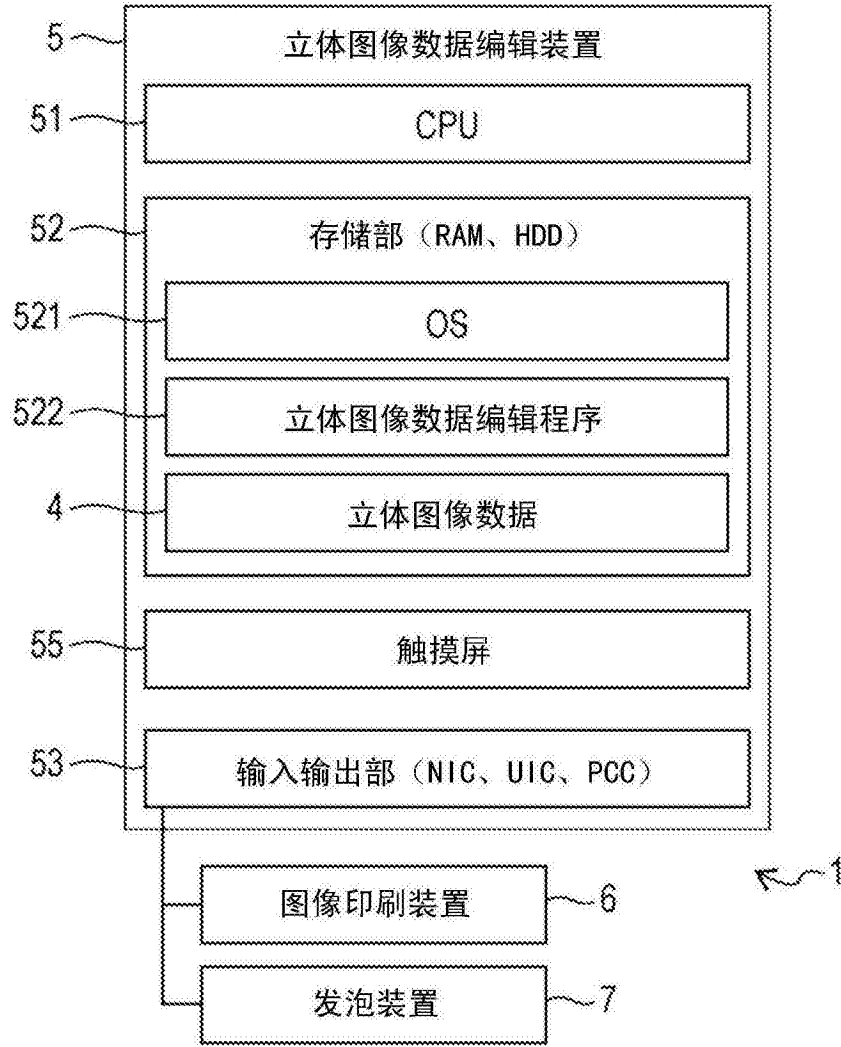 5 立体图像数据编辑装置
51 CPU
52 存储部（RAM、HDD）
521 OS
522 立体图像数据编辑程序
4 立体图像数据
55 触摸屏
53 输入输出部（NIC、UIC、PCC）
1
图像印刷装置 6
发泡装置 7